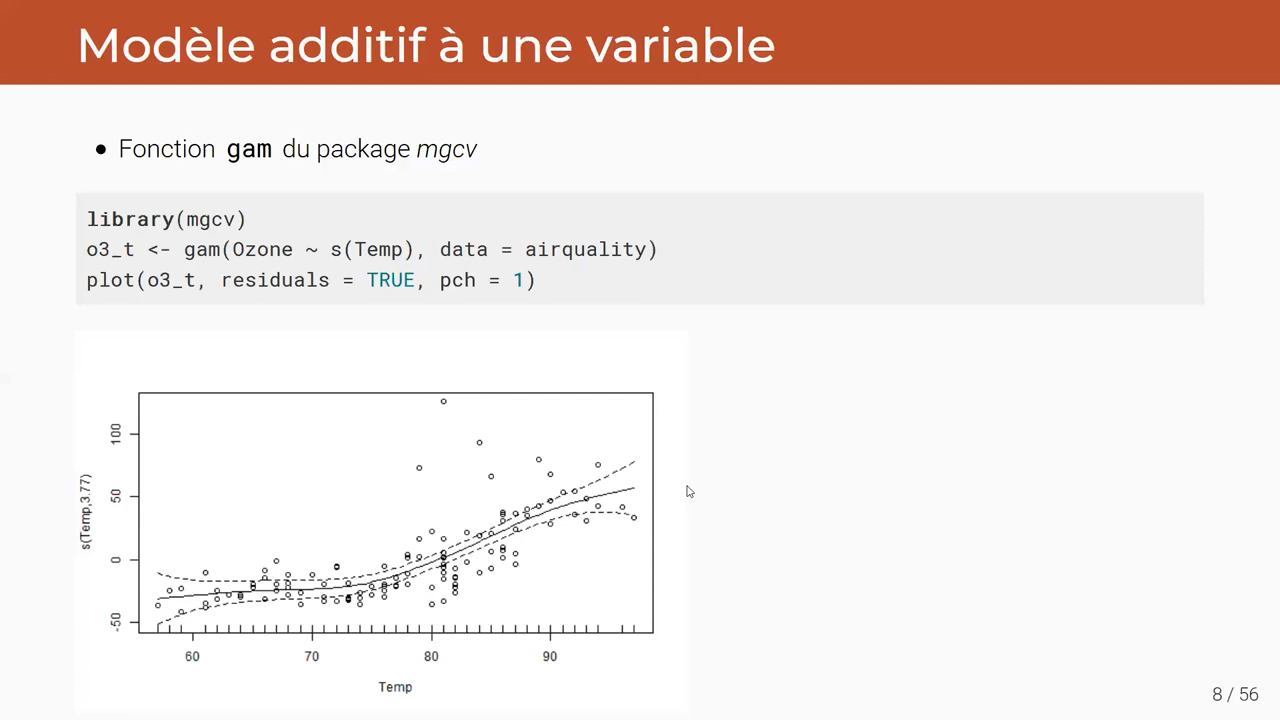 Modèle additif à une variable
• Fonction gam du package mgcv
library(mgcv)
o3_t <- gam(Ozone ~ s(Temp), data = airquality)
plot(o3_t, residuals = TRUE, pch = 1)
s(Temp,3.77)
100
50
0
-50
60 70 80 90
Temp
8 / 56